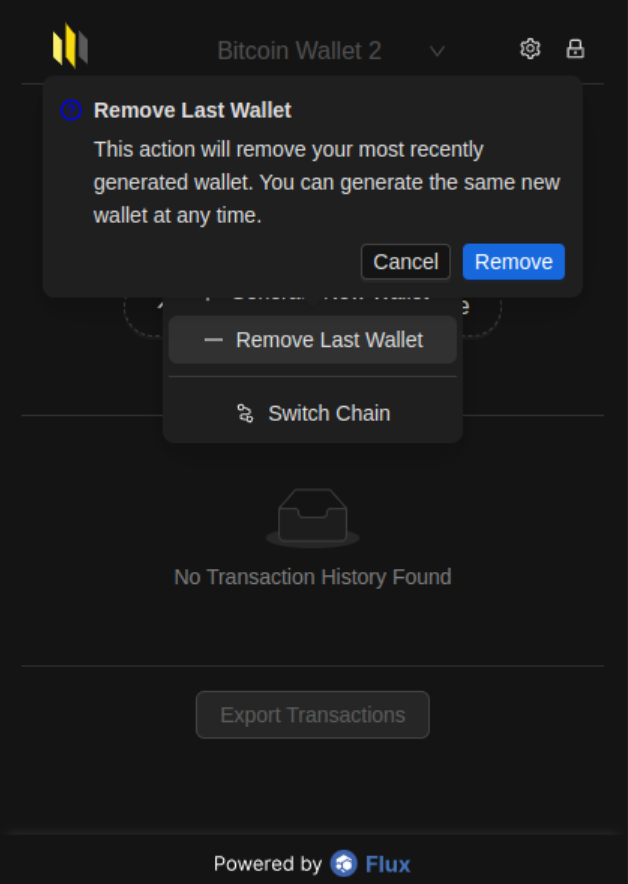 Bitcoin Wallet 2
Remove Last Wallet
This action will remove your most recently
generated wallet. You can generate the same new
wallet at any time.
Cancel Remove
Remove Last Wallet
Switch Chain
No Transaction History Found
Export Transactions
Powered by Flux